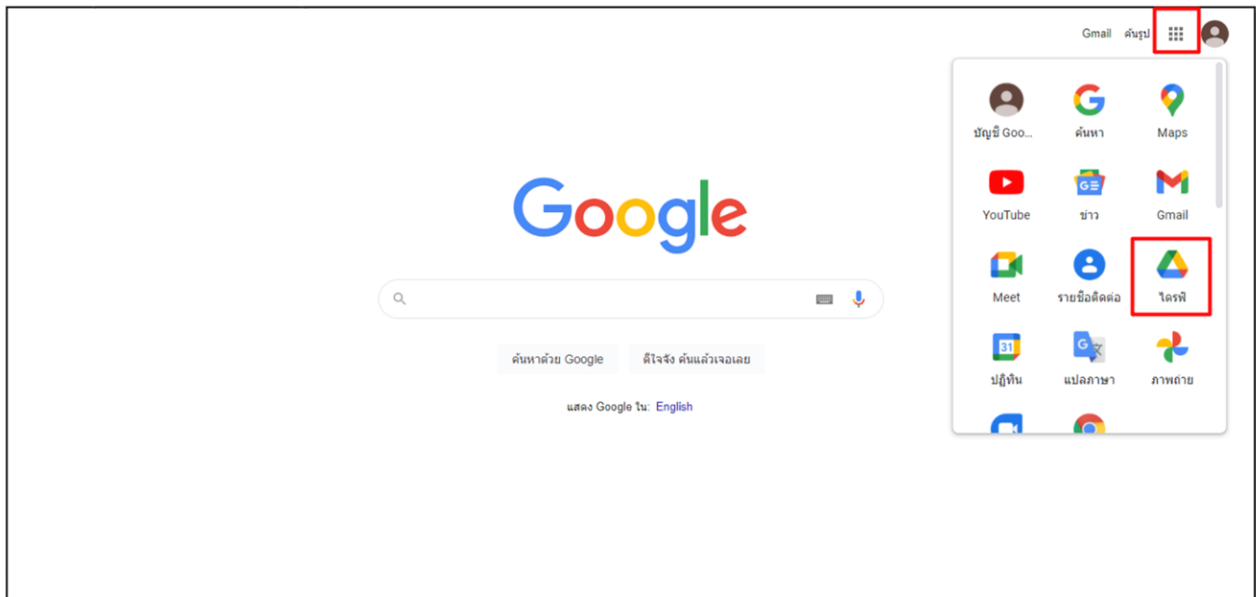 Gmail ค้นรูป
บัญชี Goo... ค้นหา Maps
YouTube ข่าว Gmail
Meet รายชื่อติดต่อ ไดรฟ์
31
ปฏิทิน แปลภาษา ภาพถ่าย
Google
ค้นหาด้วย Google ดีใจจัง ค้นแล้วเจอเลย
แสดง Google ใน: English